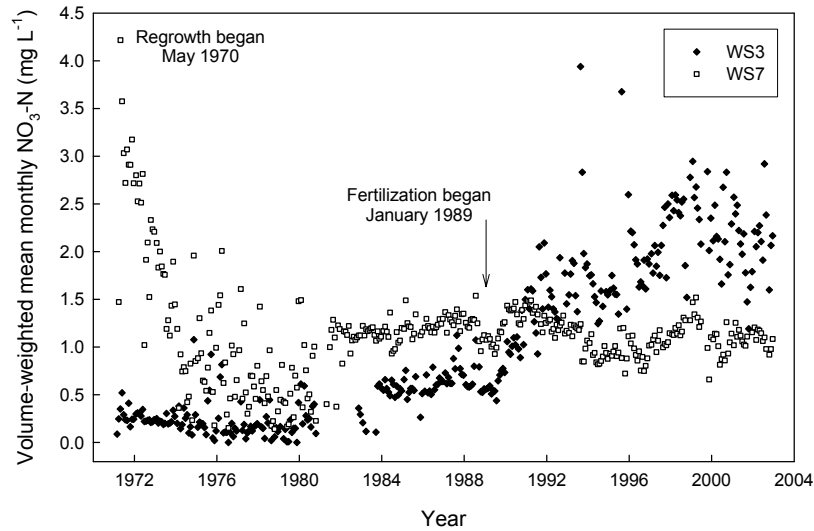 Volume-weighted mean monthly NO3-N (mg L-1)
4.5
4.0
3.5
3.0
2.5
2.0
1.5
1.0
0.5
0.0
Regrowth began
May 1970
Fertilization began
January 1989
WS3
WS7
1972 1976 1980 1984 1988 1992 1996 2000 2004
Year